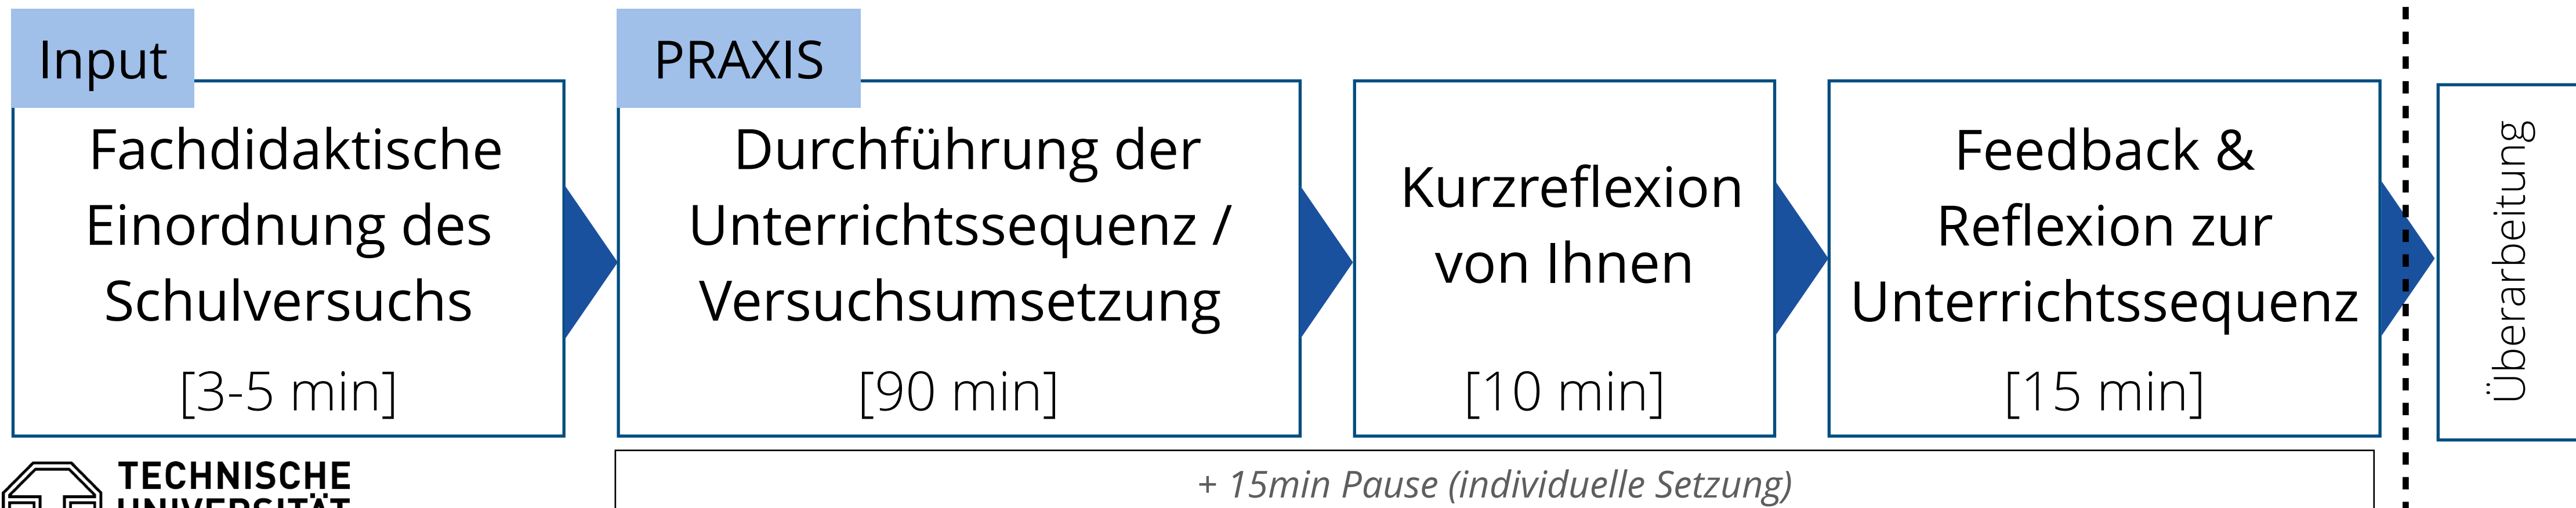 Input
Fachdidaktische
Einordnung des
Schulversuchs
[3-5 min]
PRAXIS
Durchführung der
Unterrichtssequenz /
Versuchsumsetzung
[90 min]
Kurzreflexion
von Ihnen
[10 min]
Feedback &
Reflexion zur
Unterrichtssequenz
[15 min]
Überarbeitung
+ 15min Pause (individuelle Setzung)
TECHNISCHE
UNIVERSITÄT